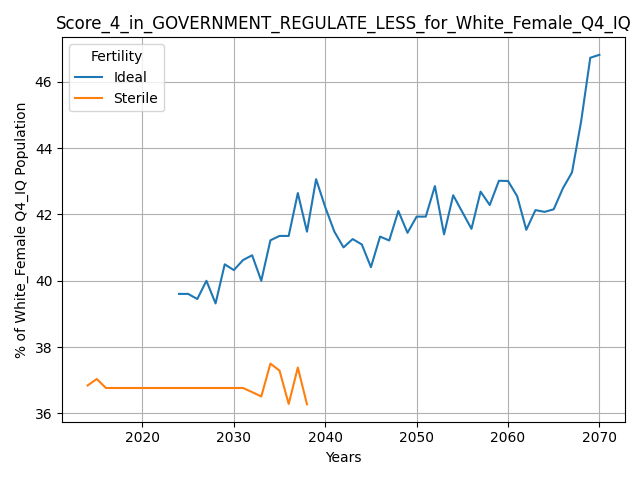 Score_4_in_GOVERNMENT_REGULATE_LESS_for_White_Female_Q4_IQ
Fertility
Ideal
Sterile
% of White_Female Q4_IQ Population
46
44
42
40
38
36
2020
2030
2040
2050
2060
2070
Years